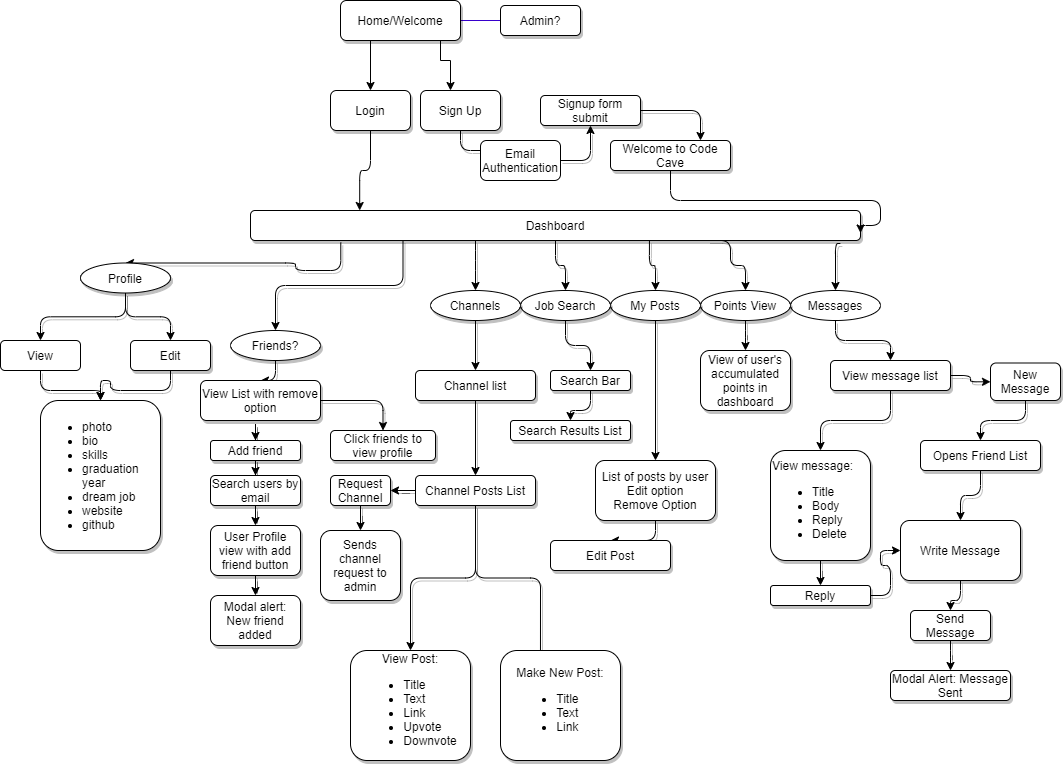 Home/Welcome
Admin?
Login
Sign Up
Signup form
submit
Email
Authentication
Welcome to Code
Cave
Dashboard
Profile
Channels
Job Search
My Posts
Points View
Messages
View
Edit
Friends?
View List with remove
option
Channel list
Search Bar
View of user's
accumulated
points in
dashboard
View message list
New
Message
Add friend
Click friends to
view profile
Search Results List
Opens Friend List
photo
bio
skills
graduation
year
dream job
website
github
Search users by
email
Request
Channel
Channel Posts List
List of posts by user
Edit option
Remove Option
View message:
Title
Body
Reply
Delete
User Profile
view with add
friend button
Sends
channel
request to
admin
Edit Post
Write Message
Modal alert:
New friend
added
Reply
Send
Message
View Post:
Title
Text
Link
Upvote
Downvote
Make New Post:
Title
Text
Link
Modal Alert: Message
Sent